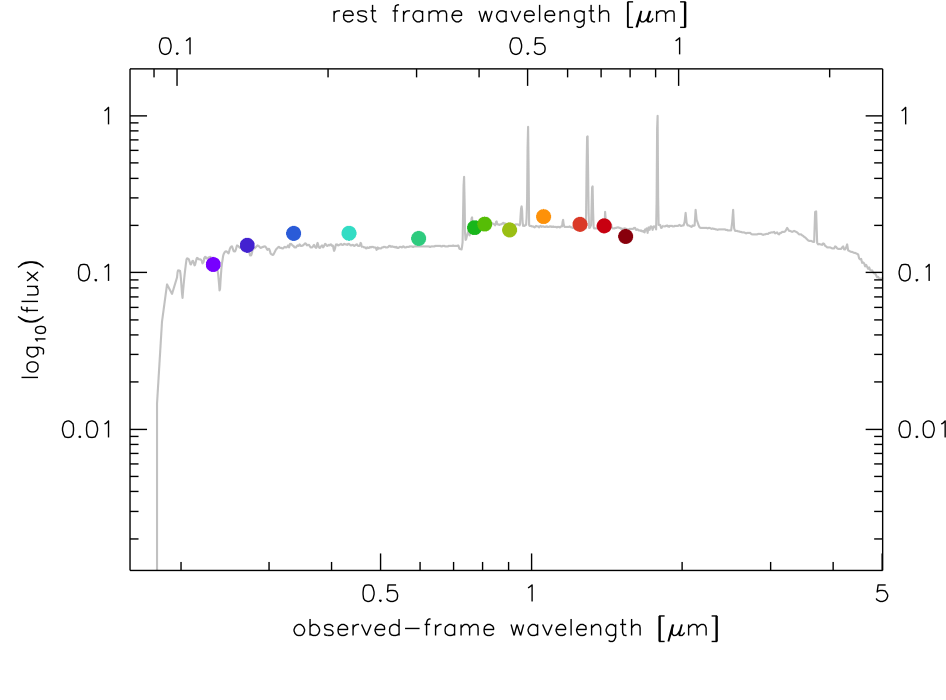 rest frame wavelength [μm]
0.1 0.5 1
1 1
0.1 0.1
0.01 0.01
log10(flux)
0.5 1 5
observed-frame wavelength [μm]